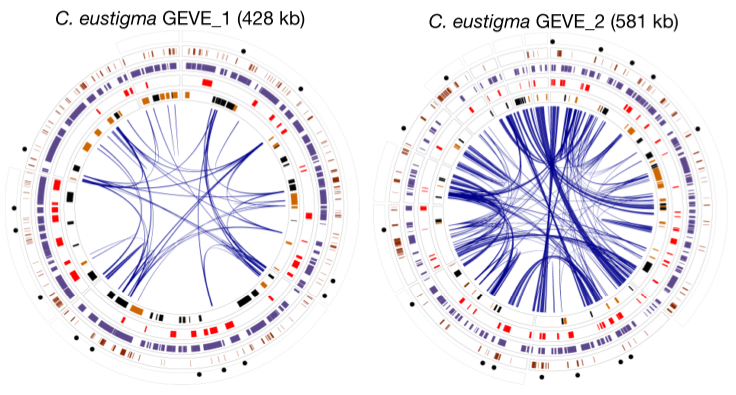 C. eustigma GEVE_1 (428 kb)
C. eustigma GEVE_2 (581 kb)